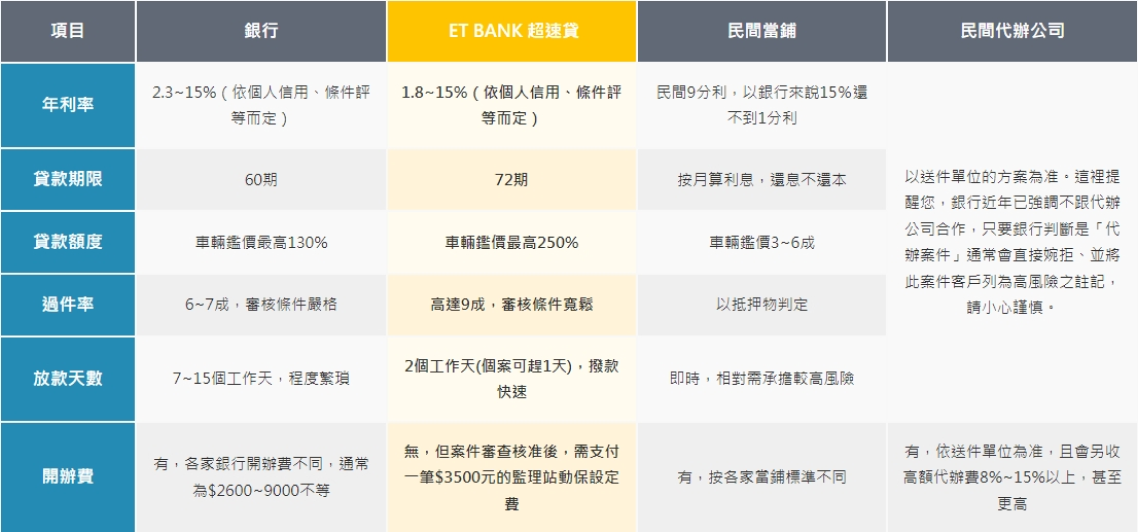 項目
銀行
ET BANK 超速貸
民間當鋪
民間代辦公司
年利率
2.3~15%（依個人信用、條件評
等而定）
1.8~15%（依個人信用、條件評
等而定）
民間9分利，以銀行來說15%還
不到1分利
以送件單位的方案為准。這裡提
醒您，銀行近年已強調不跟代辦
公司合作，只要銀行判斷是「代
辦案件」通常會直接婉拒、並將
此案件客戶列為高風險之註記，
請小心謹慎。
貸款期限
60期
72期
按月算利息，還息不還本
貸款額度
車輛鑑價最高130%
車輛鑑價最高250%
車輛鑑價3~6成
過件率
6~7成，審核條件嚴格
高達9成，審核條件寬鬆
以抵押物判定
放款天數
7~15個工作天，程度繁瑣
2個工作天(個案可趕1天)，撥款
快速
即時，相對需承擔較高風險
開辦費
有，各家銀行開辦費不同，通常
為$2600~9000不等
無，但案件審查核准後，需支付
一筆$3500元的監理站動保設定
費
有，按各家當鋪標準不同
有，依送件單位為准，且會另收
高額代辦費8%~15%以上，甚至
更高